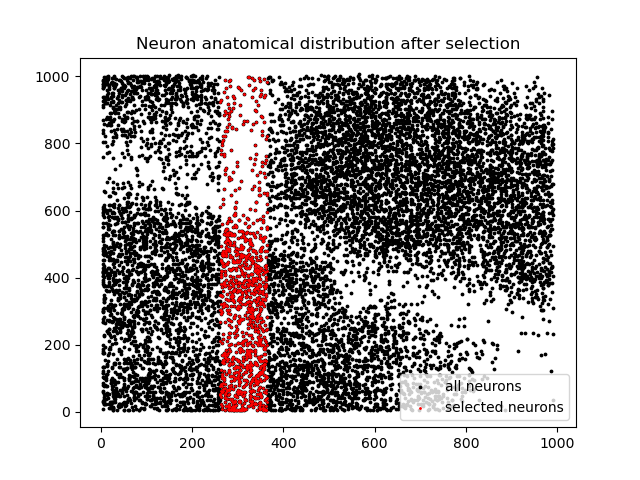 Neuron anatomical distribution after selection
1000
800
600
400
200
0
0 200 400 600 800 1000
all neurons
selected neurons